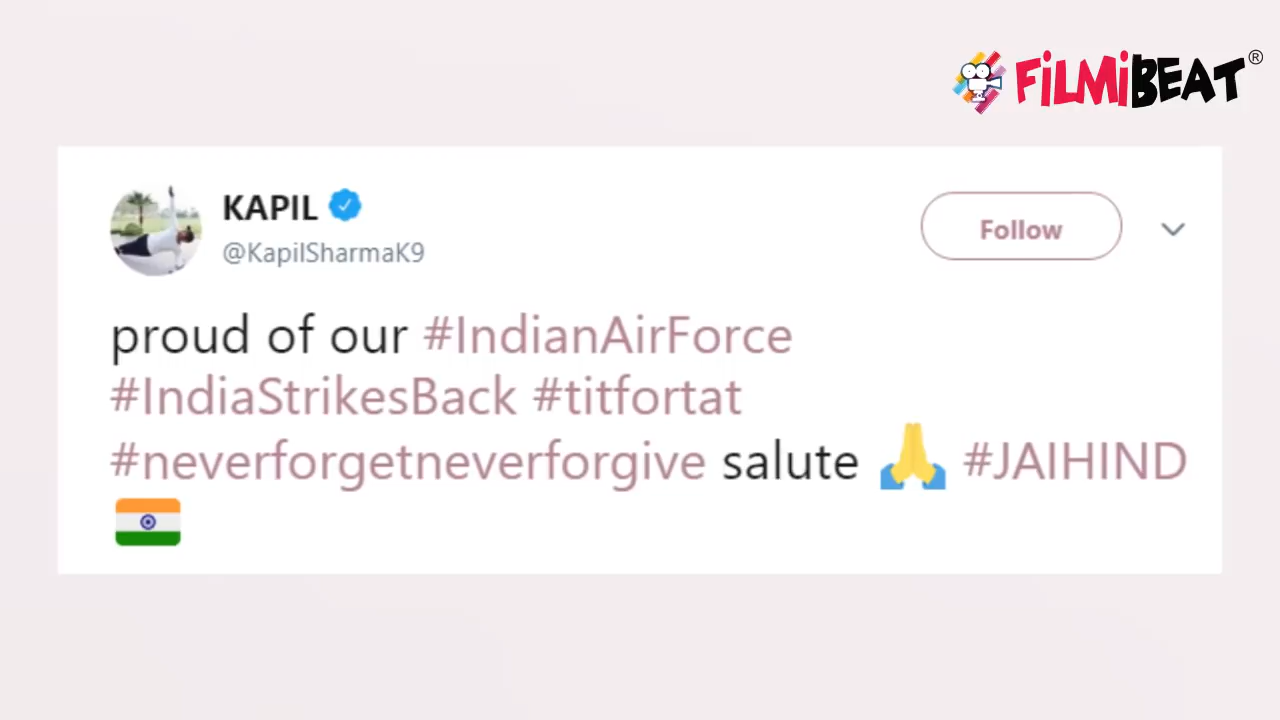 FiLMiBEAT®
KAPIL
@KapilSharmaK9
Follow
proud of our #IndianAirForce
#IndiaStrikesBack #titfortat
#neverforgetneverforgive salute 🙏 #JAIHIND
🇮🇳